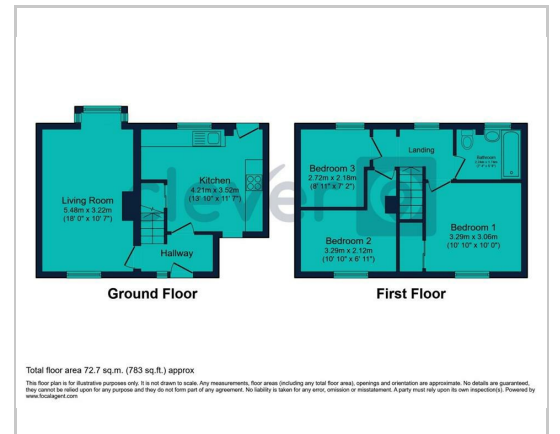 Living Room
5.48m x 3.22m
(18' 0" x 10' 7")
Kitchen
4.21m x 3.52m
(13' 10" x 11' 7")
Hallway
Ground Floor
Landing
Bathroom
Bedroom 3
2.72m x 2.18m
(8' 11" x 7' 2")
Bedroom 2
3.29m x 2.12m
(10' 10" x 6' 11")
Bedroom 1
3.29m x 3.06m
(10' 10" x 10' 0")
First Floor
clever
Total floor area 72.7 sq.m. (783 sq.ft.) approx
This floor plan is for illustrative purposes only. It is not drawn to scale. Any measurements, floor areas (including any total floor area), openings and orientation are approximate. No details are guaranteed,
they cannot be relied upon for any purpose and they do not form part of any agreement. No liability is taken for any error, omission or misstatement. A party must rely upon its own inspection(s). Powered by
www.focalagent.com